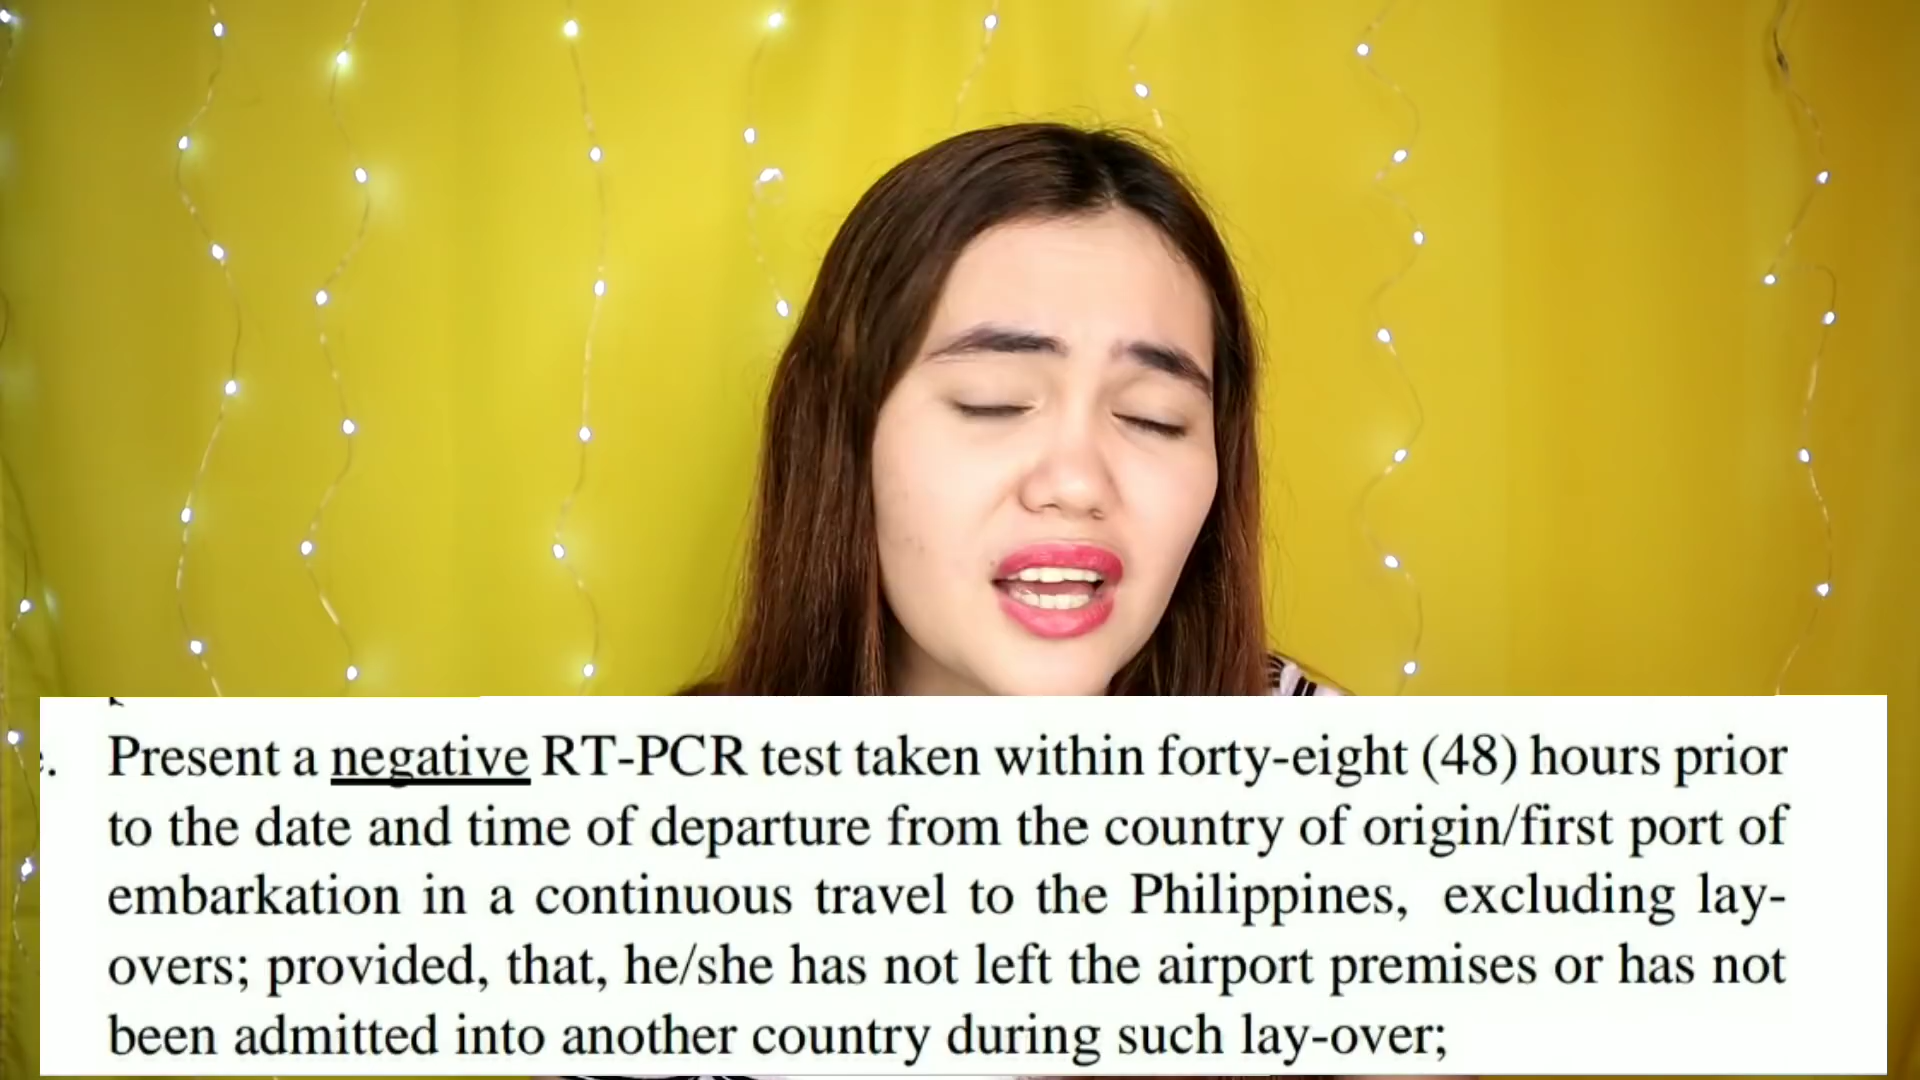 Present a negative RT-PCR test taken within forty-eight (48) hours prior
to the date and time of departure from the country of origin/first port of
embarkation in a continuous travel to the Philippines, excluding lay-
overs; provided, that, he/she has not left the airport premises or has not
been admitted into another country during such lay-over;